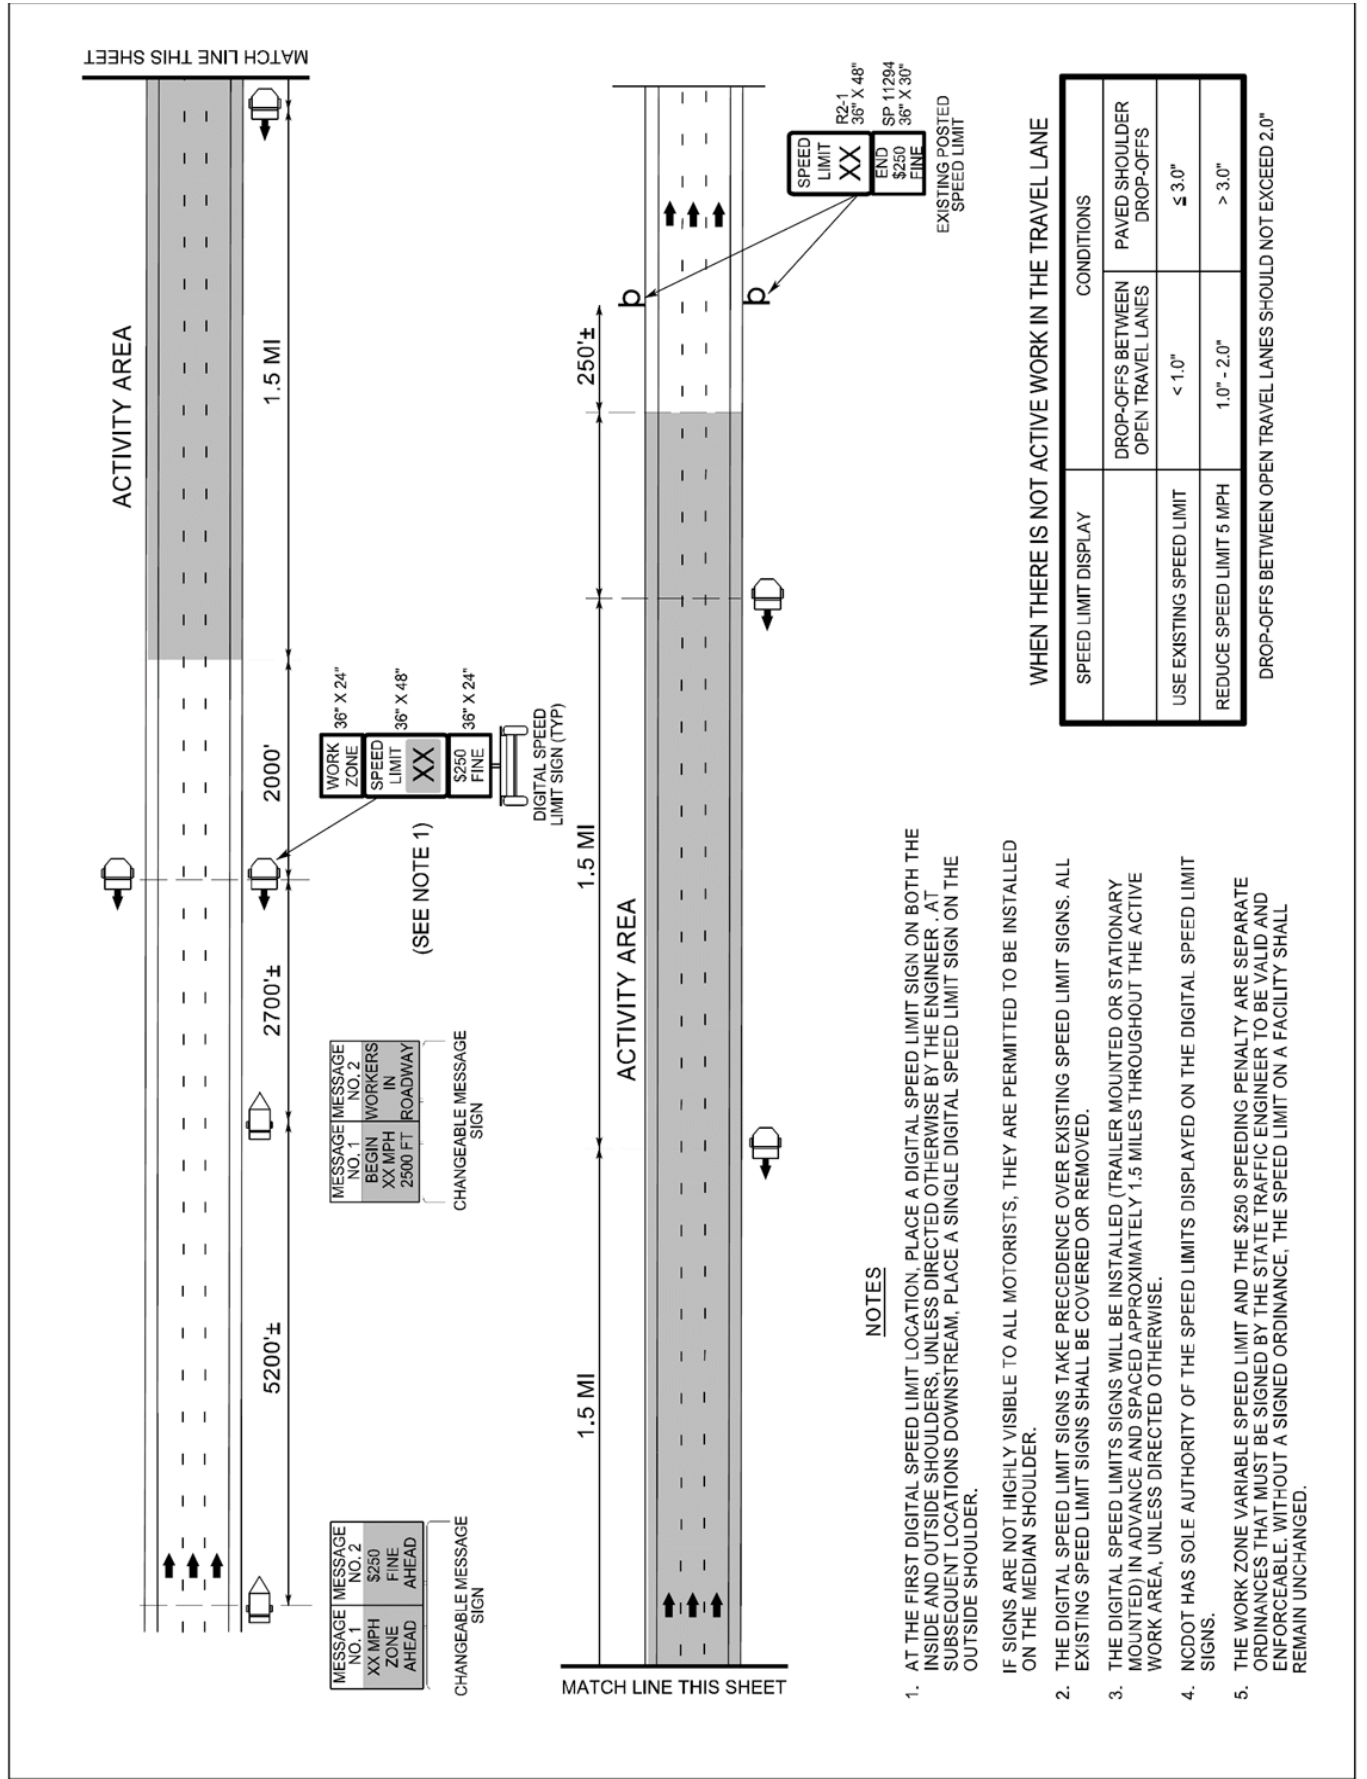 MATCH LINE THIS SHEET
ACTIVITY AREA
5200'±
2700'±
2000'
1.5 MI
MESSAGE
NO. 1
MESSAGE
NO. 2
XX MPH
ZONE
AHEAD
$250
FINE
AHEAD
CHANGEABLE MESSAGE
SIGN
MESSAGE
NO. 1
MESSAGE
NO. 2
BEGIN
XX MPH
2500 FT
WORKERS
IN
ROADWAY
CHANGEABLE MESSAGE
SIGN
(SEE NOTE 1)
WORK
ZONE
36" X 24"
SPEED
LIMIT
XX
36" X 48"
$250
FINE
36" X 24"
DIGITAL SPEED
LIMIT SIGN (TYP)
MATCH LINE THIS SHEET
1.5 MI
ACTIVITY AREA
1.5 MI
250'±
SPEED
LIMIT
XX
R2-1
36" X 48"
END
$250
FINE
SP 11294
36" X 30"
EXISTING POSTED
SPEED LIMIT
NOTES
1. AT THE FIRST DIGITAL SPEED LIMIT LOCATION, PLACE A DIGITAL SPEED LIMIT SIGN ON BOTH THE
INSIDE AND OUTSIDE SHOULDERS, UNLESS DIRECTED OTHERWISE BY THE ENGINEER . AT
SUBSEQUENT LOCATIONS DOWNSTREAM, PLACE A SINGLE DIGITAL SPEED LIMIT SIGN ON THE
OUTSIDE SHOULDER.
IF SIGNS ARE NOT HIGHLY VISIBLE TO ALL MOTORISTS, THEY ARE PERMITTED TO BE INSTALLED
ON THE MEDIAN SHOULDER.
2. THE DIGITAL SPEED LIMIT SIGNS TAKE PRECEDENCE OVER EXISTING SPEED LIMIT SIGNS. ALL
EXISTING SPEED LIMIT SIGNS SHALL BE COVERED OR REMOVED.
3. THE DIGITAL SPEED LIMITS SIGNS WILL BE INSTALLED (TRAILER MOUNTED OR STATIONARY
MOUNTED) IN ADVANCE AND SPACED APPROXIMATELY 1.5 MILES THROUGHOUT THE ACTIVE
WORK AREA, UNLESS DIRECTED OTHERWISE.
4. NCDOT HAS SOLE AUTHORITY OF THE SPEED LIMITS DISPLAYED ON THE DIGITAL SPEED LIMIT
SIGNS.
5. THE WORK ZONE VARIABLE SPEED LIMIT AND THE $250 SPEEDING PENALTY ARE SEPARATE
ORDINANCES THAT MUST BE SIGNED BY THE STATE TRAFFIC ENGINEER TO BE VALID AND
ENFORCEABLE. WITHOUT A SIGNED ORDINANCE, THE SPEED LIMIT ON A FACILITY SHALL
REMAIN UNCHANGED.
WHEN THERE IS NOT ACTIVE WORK IN THE TRAVEL LANE
SPEED LIMIT DISPLAY
CONDITIONS
DROP-OFFS BETWEEN
OPEN TRAVEL LANES
PAVED SHOULDER
DROP-OFFS
USE EXISTING SPEED LIMIT
< 1.0"
≤ 3.0"
REDUCE SPEED LIMIT 5 MPH
1.0" - 2.0"
> 3.0"
DROP-OFFS BETWEEN OPEN TRAVEL LANES SHOULD NOT EXCEED 2.0"